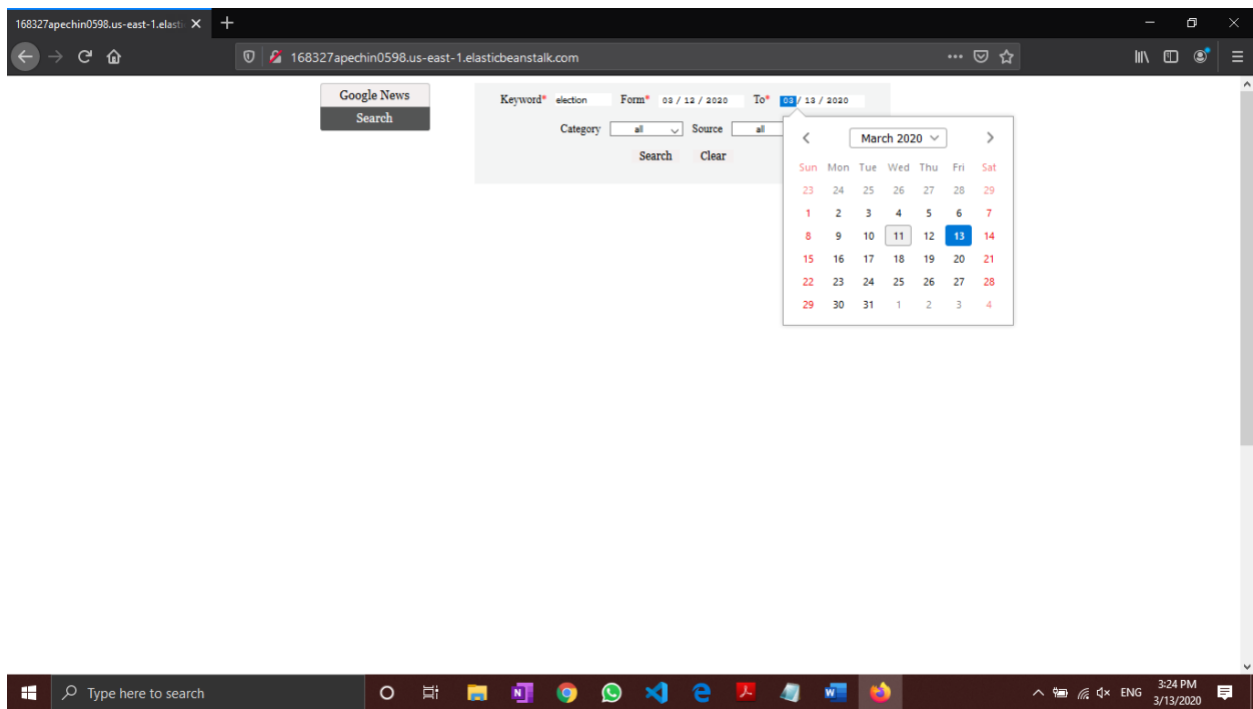 168327apechin0598.us-east-1.elast
168327apechin0598.us-east-1.elasticbeanstalk.com
Google News
Search
Keyword* election Form* 03 / 12 / 2020 To* 03 / 13 / 2020
Category all Source all
Search Clear
March 2020
Sun Mon Tue Wed Thu Fri Sat
23 24 25 26 27 28 29
1 2 3 4 5 6 7
8 9 10 11 12 13 14
15 16 17 18 19 20 21
22 23 24 25 26 27 28
29 30 31 1 2 3 4
Type here to search
ENG
3:24 PM
3/13/2020